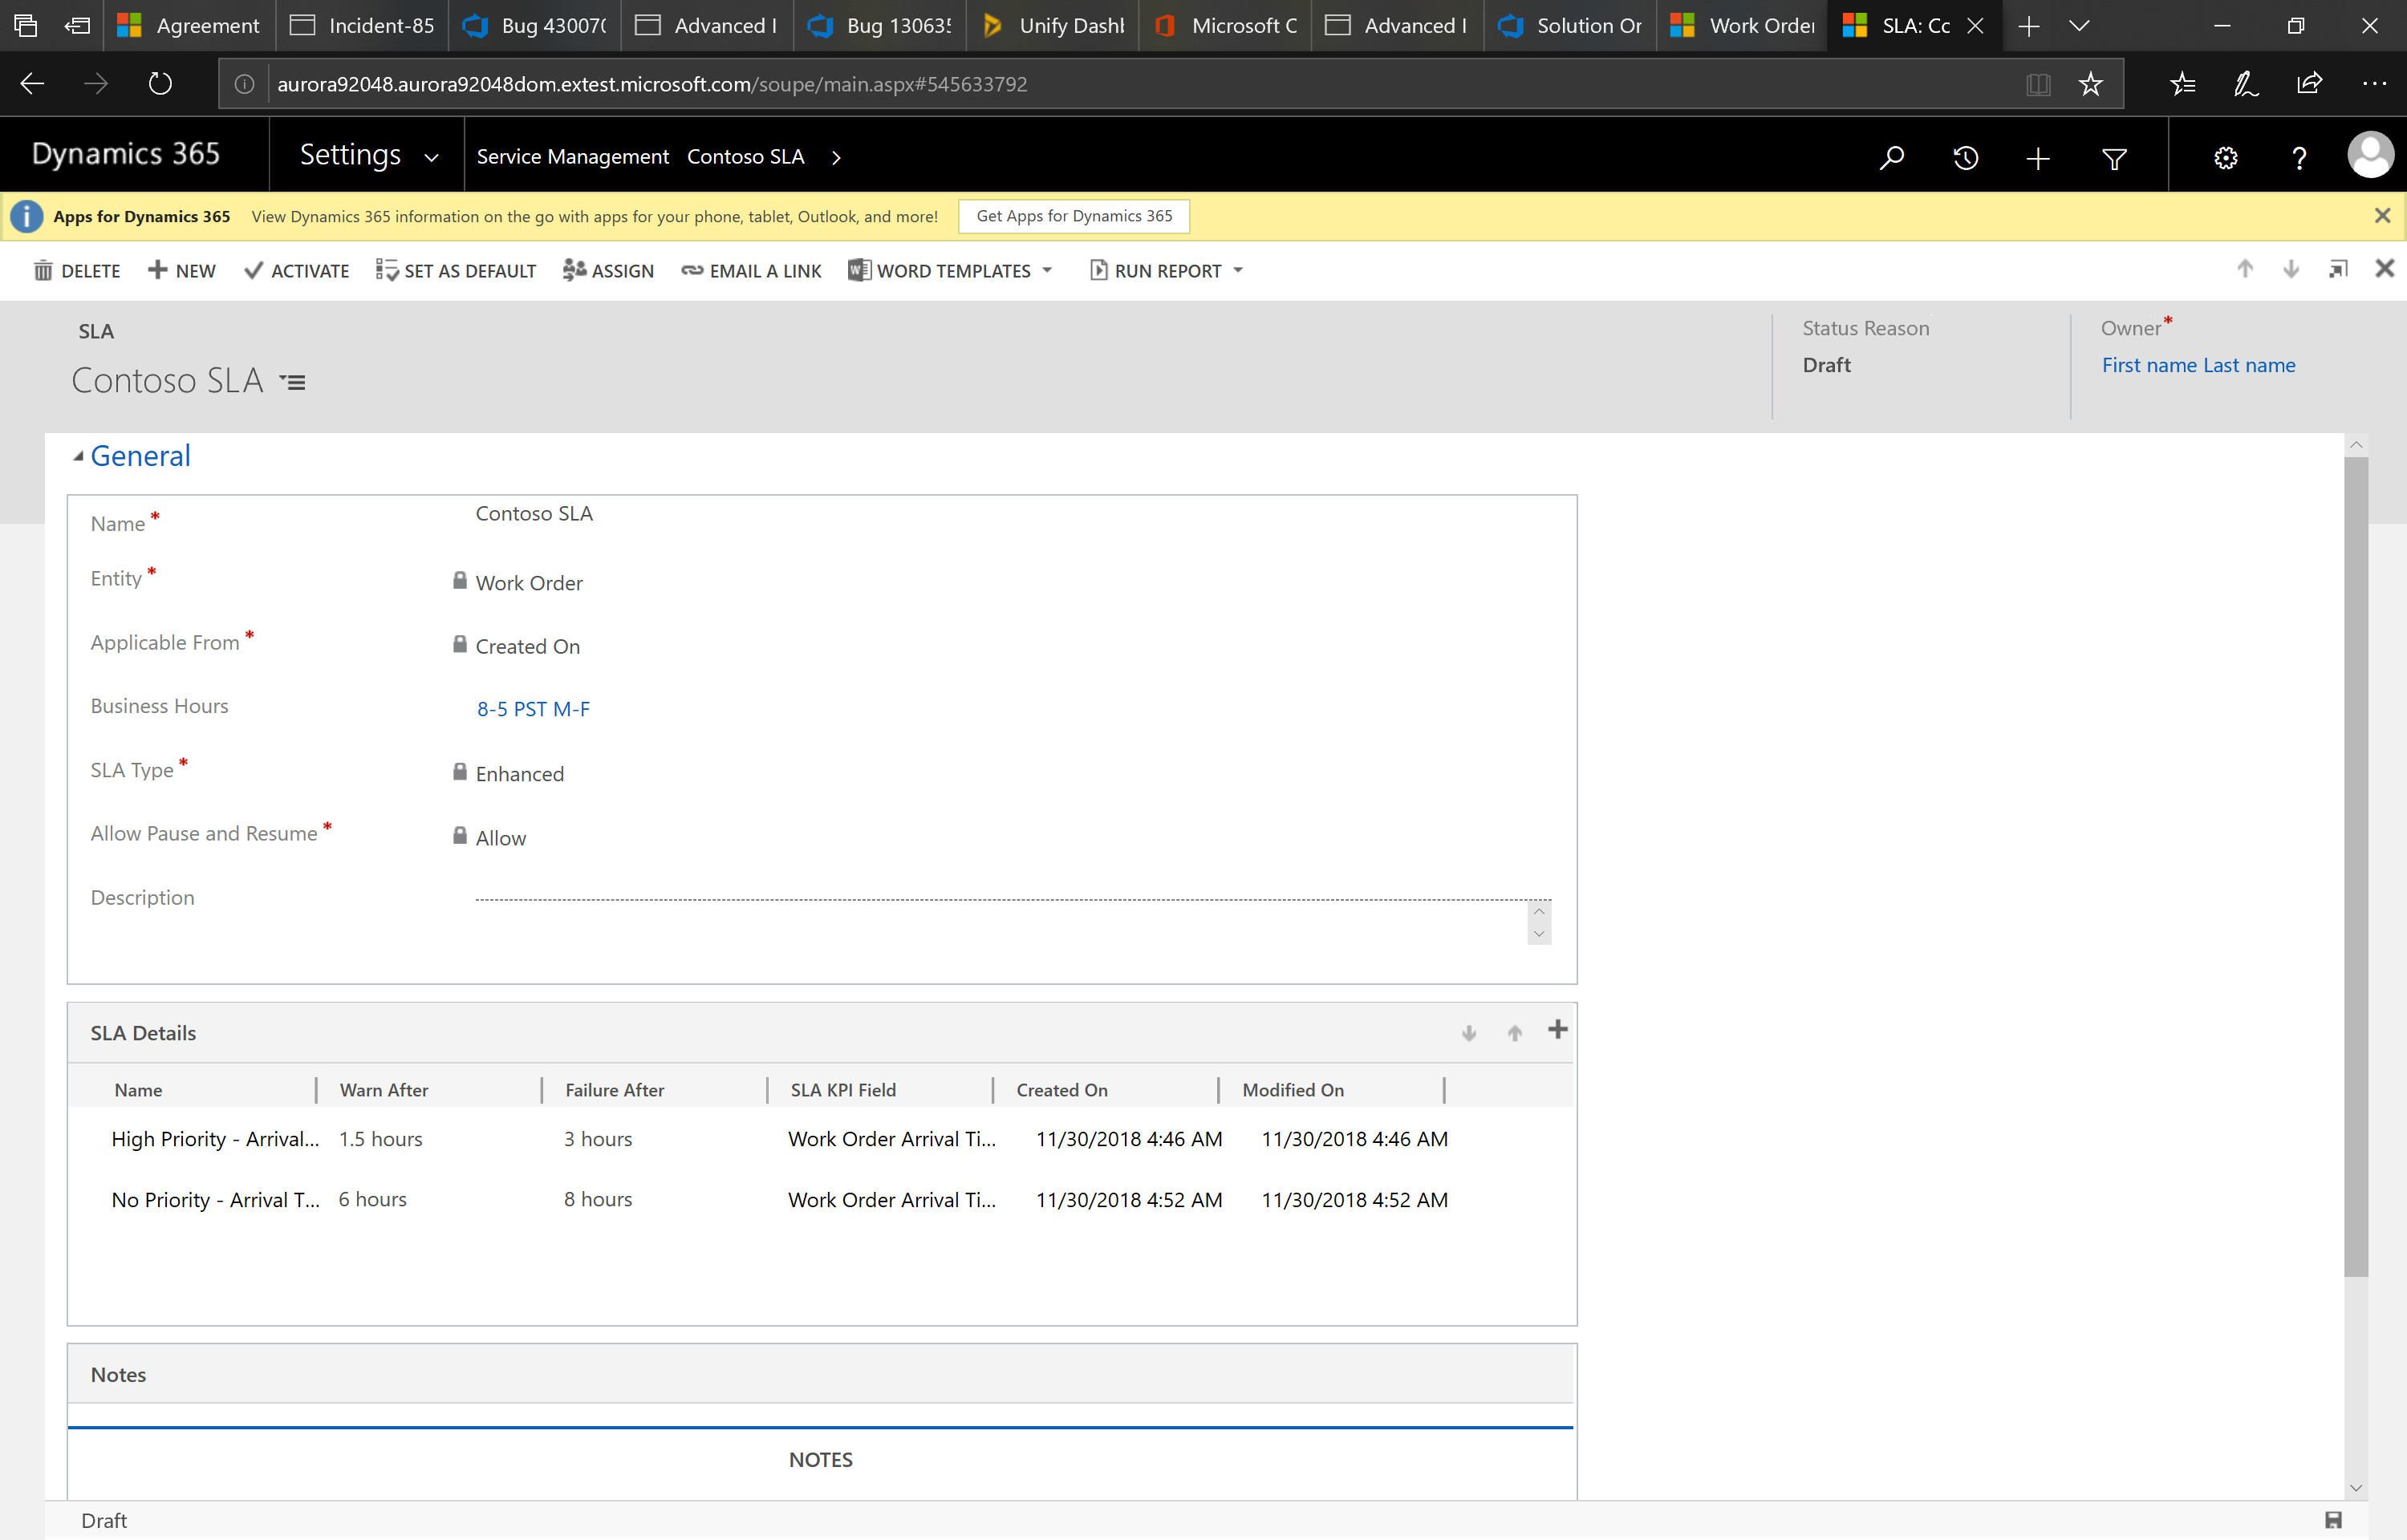 Agreement Incident-85 Bug 43007( Advanced I Bug 13063! Unify Dashl Microsoft C Advanced I Solution Or Work Order SLA: Cc
aurora92048.aurora92048dom.extest.microsoft.com/soupe/main.aspx#545633792
Dynamics 365 Settings Service Management Contoso SLA
Apps for Dynamics 365 View Dynamics 365 information on the go with apps for your phone, tablet, Outlook, and more! Get Apps for Dynamics 365
DELETE NEW ACTIVATE SET AS DEFAULT ASSIGN EMAIL A LINK WORD TEMPLATES RUN REPORT
SLA Status Reason Owner*
Contoso SLA Draft First name Last name
General
Name* Contoso SLA
Entity* Work Order
Applicable From* Created On
Business Hours 8-5 PST M-F
SLA Type* Enhanced
Allow Pause and Resume* Allow
Description
SLA Details
Name Warn After Failure After SLA KPI Field Created On Modified On
High Priority - Arrival... 1.5 hours 3 hours Work Order Arrival Ti... 11/30/2018 4:46 AM 11/30/2018 4:46 AM
No Priority - Arrival T... 6 hours 8 hours Work Order Arrival Ti... 11/30/2018 4:52 AM 11/30/2018 4:52 AM
Notes
NOTES
Draft